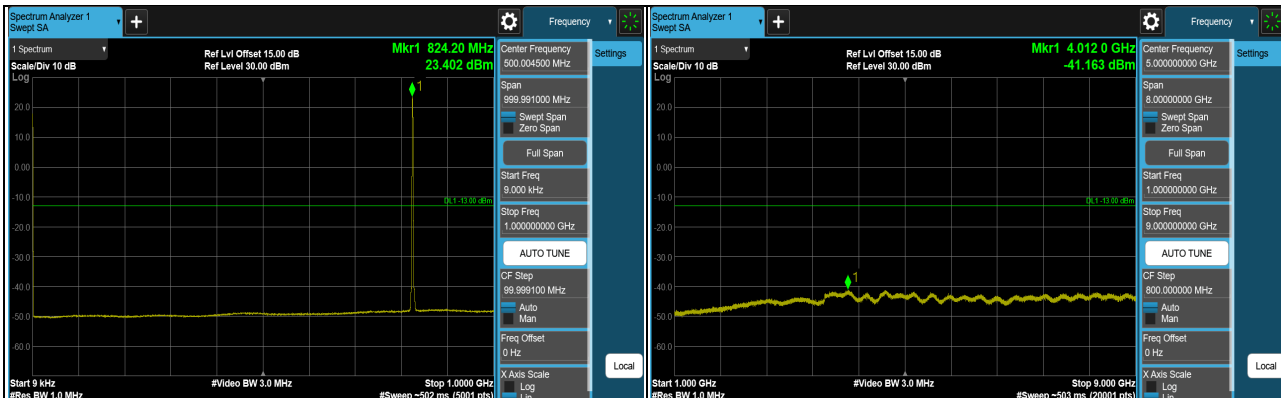 Spectrum Analyzer 1
Swept SA
+
Frequency
1 Spectrum
Scale/Div 10 dB
Ref Lvl Offset 15.00 dB
Ref Level 30.00 dBm
Mkr1 824.20 MHz
23.402 dBm
Log
1
20.0
10.0
0.00
-10.0
DL1 -13.00 dBm
-20.0
-30.0
-40.0
-50.0
-60.0
Start 9 kHz
#Video BW 3.0 MHz
Stop 1.0000 GHz
#Res BW 1.0 MHz
#Sweep ~502 ms (5001 pts)
Center Frequency
500.004500 MHz
Settings
Span
999.991000 MHz
Swept Span
Zero Span
Full Span
Start Freq
9.000 kHz
Stop Freq
1.000000000 GHz
AUTO TUNE
CF Step
99.999100 MHz
Auto
Man
Freq Offset
0 Hz
X Axis Scale
Log
Lin
Local
Spectrum Analyzer 1
Swept SA
+
Frequency
1 Spectrum
Scale/Div 10 dB
Ref Lvl Offset 15.00 dB
Ref Level 30.00 dBm
Mkr1 4.012 0 GHz
-41.163 dBm
Log
20.0
10.0
0.00
-10.0
DL1 -13.00 dBm
-20.0
-30.0
1
-40.0
-50.0
-60.0
Start 1.000 GHz
#Video BW 3.0 MHz
Stop 9.000 GHz
#Res BW 1.0 MHz
#Sweep ~503 ms (20001 pts)
Center Frequency
5.00000000 GHz
Settings
Span
8.00000000 GHz
Swept Span
Zero Span
Full Span
Start Freq
1.000000000 GHz
Stop Freq
9.000000000 GHz
AUTO TUNE
CF Step
800.000000 MHz
Auto
Man
Freq Offset
0 Hz
X Axis Scale
Log
Lin
Local